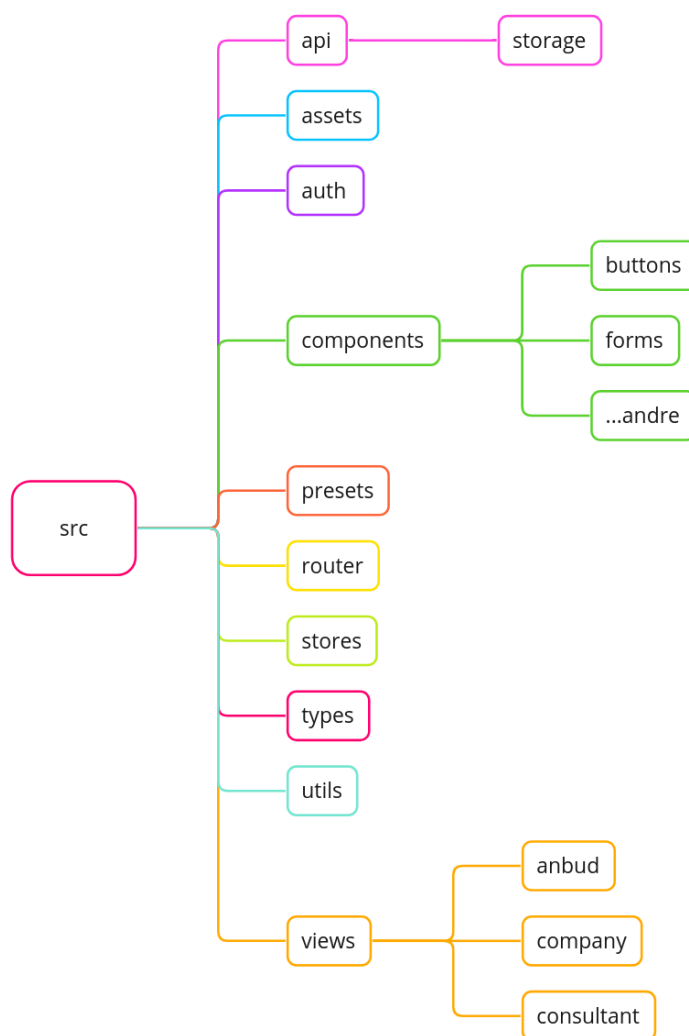 api
storage
assets
auth
buttons
components
forms
...andre
presets
src
router
stores
types
utils
anbud
views
company
consultant